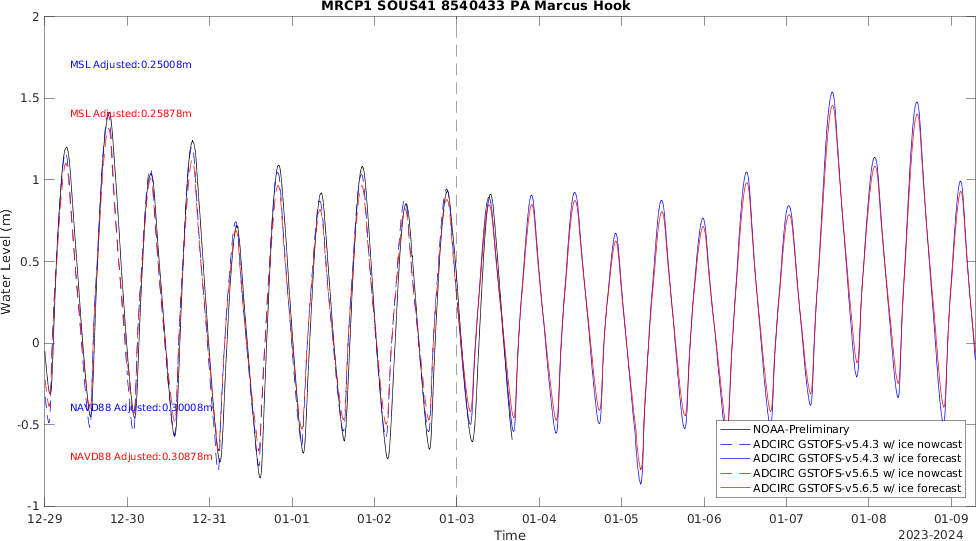 MRCP1 SOUS41 8540433 PA Marcus Hook
Water Level (m)
2
1.5
1
0.5
0
-0.5
-1
MSL Adjusted:0.25008m
MSL Adjusted:0.25878m
NAVD88 Adjusted:0.30008m
NAVD88 Adjusted:0.30878m
NOAA-Preliminary
ADCIRC GSTOFS-v5.4.3 w/ ice nowcast
ADCIRC GSTOFS-v5.4.3 w/ ice forecast
ADCIRC GSTOFS-v5.6.5 w/ ice nowcast
ADCIRC GSTOFS-v5.6.5 w/ ice forecast
12-29 12-30 12-31 01-01 01-02 01-03 01-04 01-05 01-06 01-07 01-08 01-09
Time
2023-2024